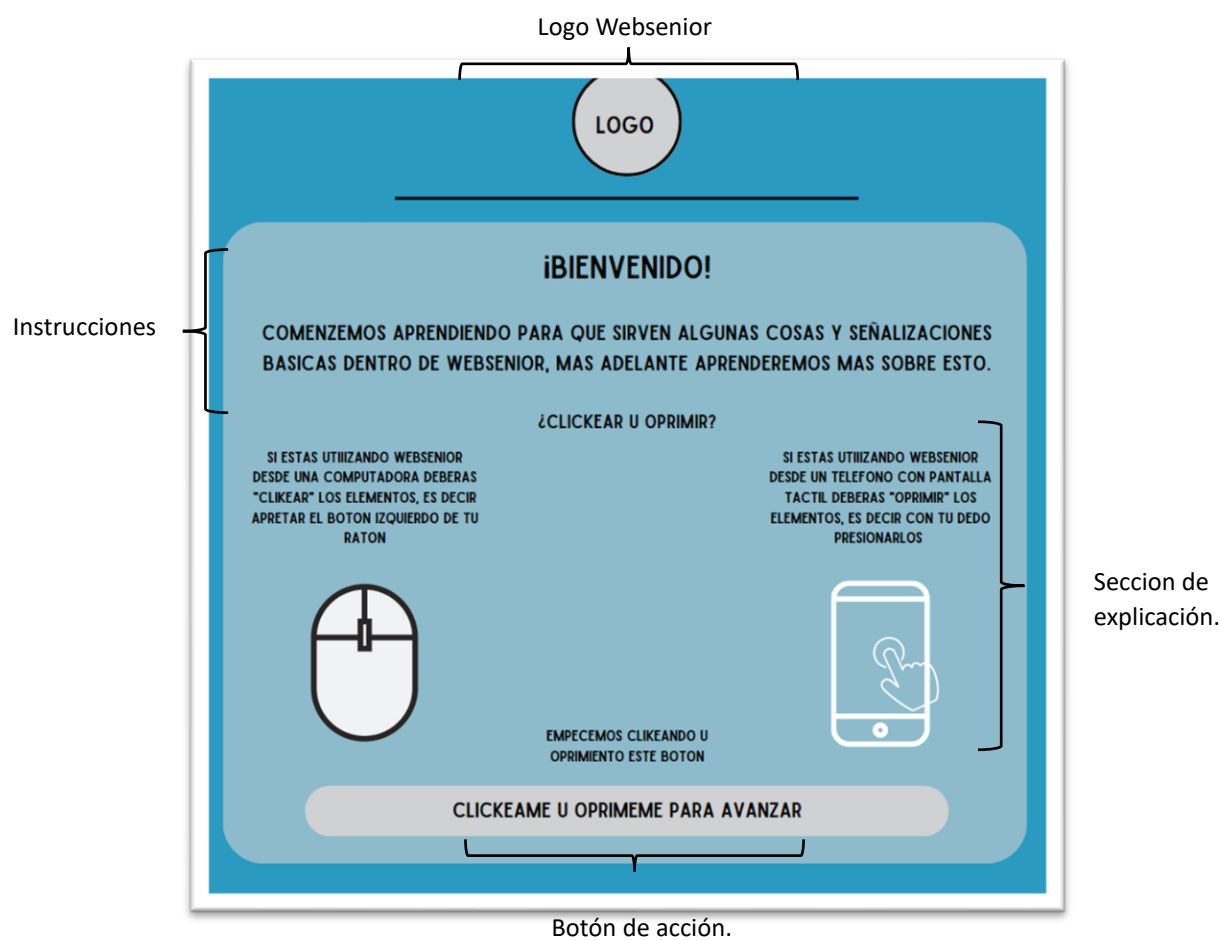 Logo Websenior
LOGO
¡BIENVENIDO!
Instrucciones
COMENZEMOS APRENDIENDO PARA QUE SIRVEN ALGUNAS COSAS Y SEÑALIZACIONES
BASICAS DENTRO DE WEBSENIOR, MAS ADELANTE APRENDEREMOS MAS SOBRE ESTO.
¿CLICKEAR U OPRIMIR?
SI ESTAS UTIIIZANDO WEBSENIOR
DESDE UNA COMPUTADORA DEBERAS
"CLIKEAR" LOS ELEMENTOS, ES DECIR
APRETAR EL BOTON IZQUIERDO DE TU
RATON
SI ESTAS UTIIIZANDO WEBSENIOR
DESDE UN TELEFONO CON PANTALLA
TACTIL DEBERAS "OPRIMIR" LOS
ELEMENTOS, ES DECIR CON TU DEDO
PRESIONARLOS
Seccion de
explicación.
EMPECEMOS CLIKEANDO U
OPRIMIENTO ESTE BOTON
CLICKEAME U OPRIMEME PARA AVANZAR
Botón de acción.